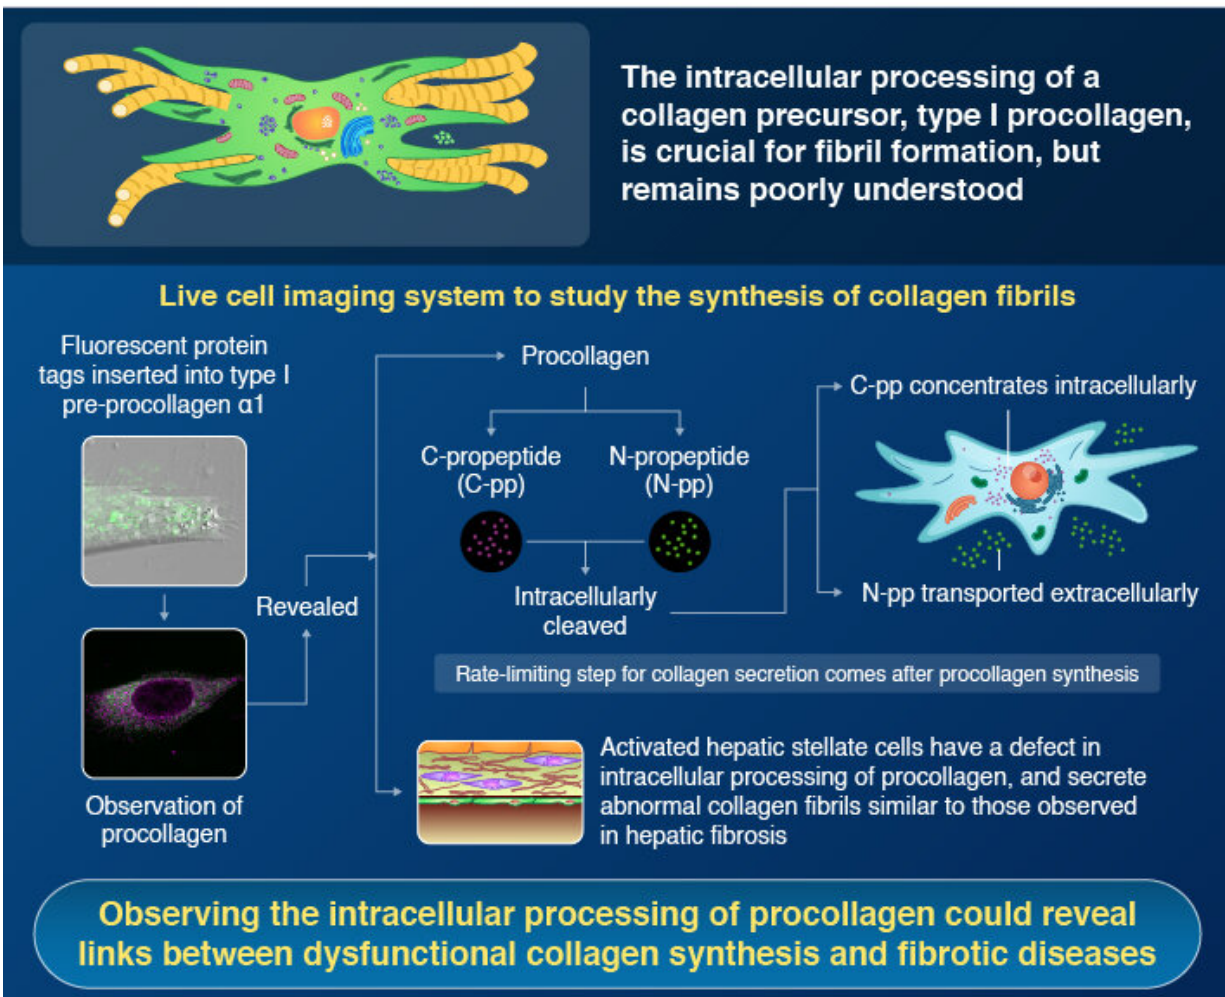 The intracellular processing of a
collagen precursor, type I procollagen,
is crucial for fibril formation, but
remains poorly understood
Live cell imaging system to study the synthesis of collagen fibrils
Fluorescent protein
tags inserted into type I
pre-procollagen α1
Observation of
procollagen
Revealed
Procollagen
C-propeptide
(C-pp)
N-propeptide
(N-pp)
Intracellularly
cleaved
C-pp concentrates intracellularly
N-pp transported extracellularly
Rate-limiting step for collagen secretion comes after procollagen synthesis
Activated hepatic stellate cells have a defect in
intracellular processing of procollagen, and secrete
abnormal collagen fibrils similar to those observed
in hepatic fibrosis
Observing the intracellular processing of procollagen could reveal
links between dysfunctional collagen synthesis and fibrotic diseases